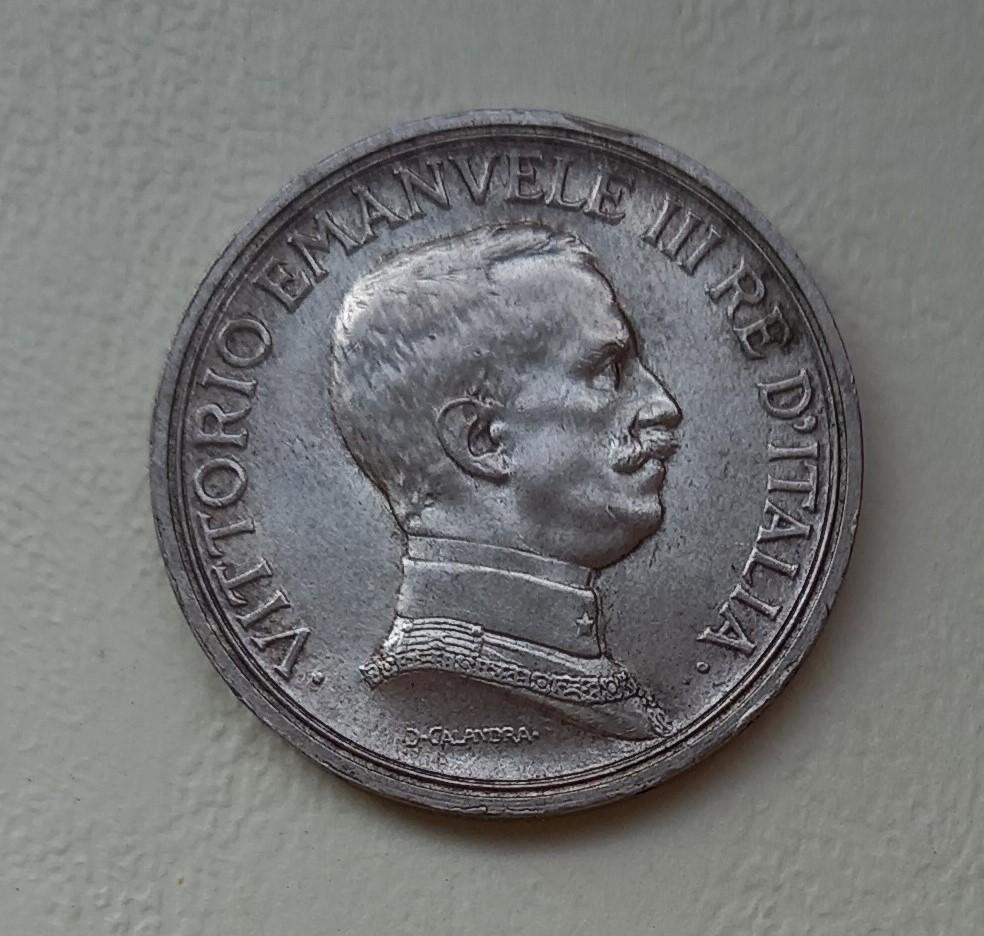 · VITTORIO EMANVELE III RE D'ITALIA ·
D·CALANDRA·